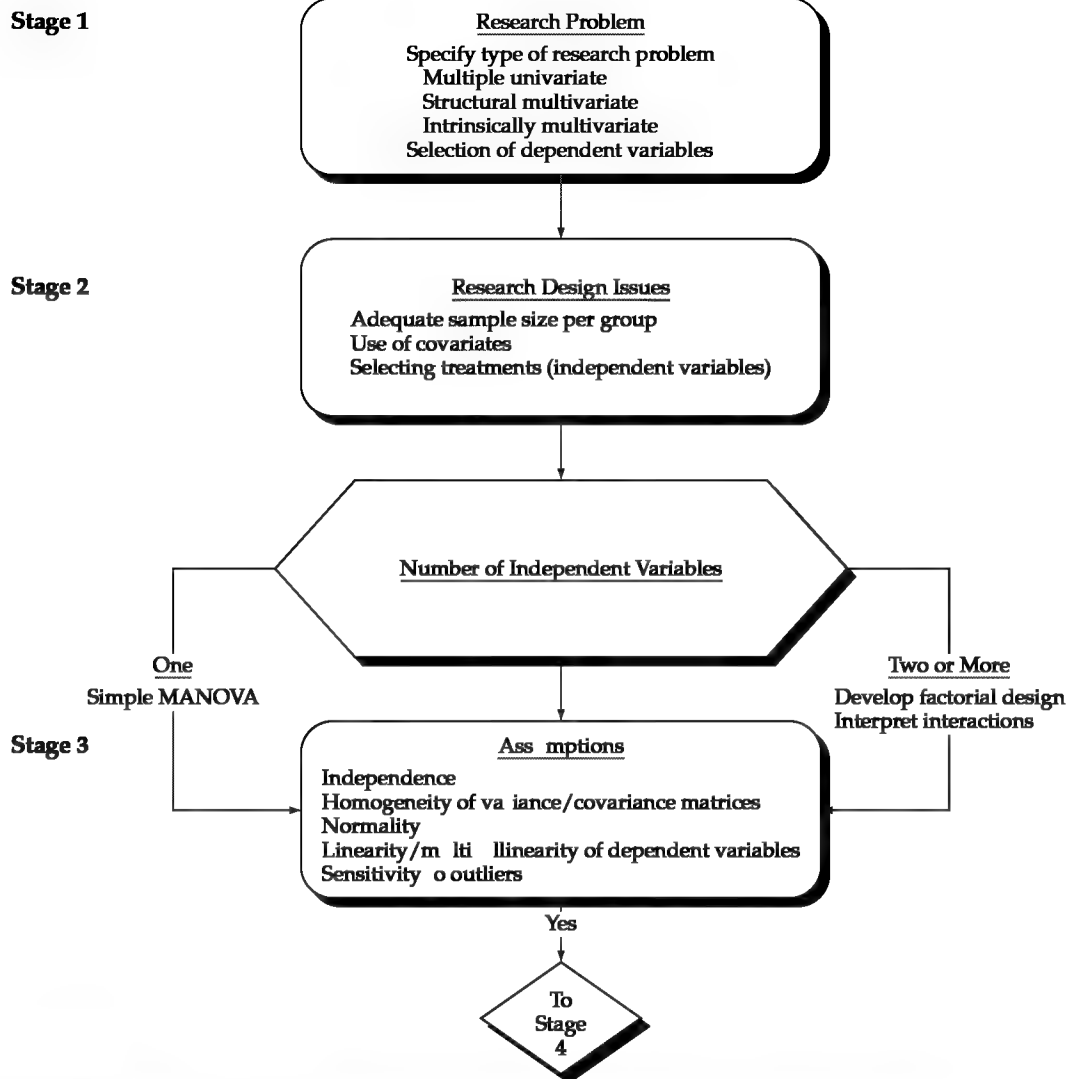 Stage 1
Research Problem
Specify type of research problem
Multiple univariate
Structural multivariate
Intrinsically multivariate
Selection of dependent variables
Stage 2
Research Design Issues
Adequate sample size per group
Use of covariates
Selecting treatments (independent variables)
Number of Independent Variables
One
Simple MANOVA
Two or More
Develop factorial design
Interpret interactions
Stage 3
Ass mptions
Independence
Homogeneity of va iance/covariance matrices
Normality
Linearity/m lti llinearity of dependent variables
Sensitivity o outliers
Yes
To
Stage
4